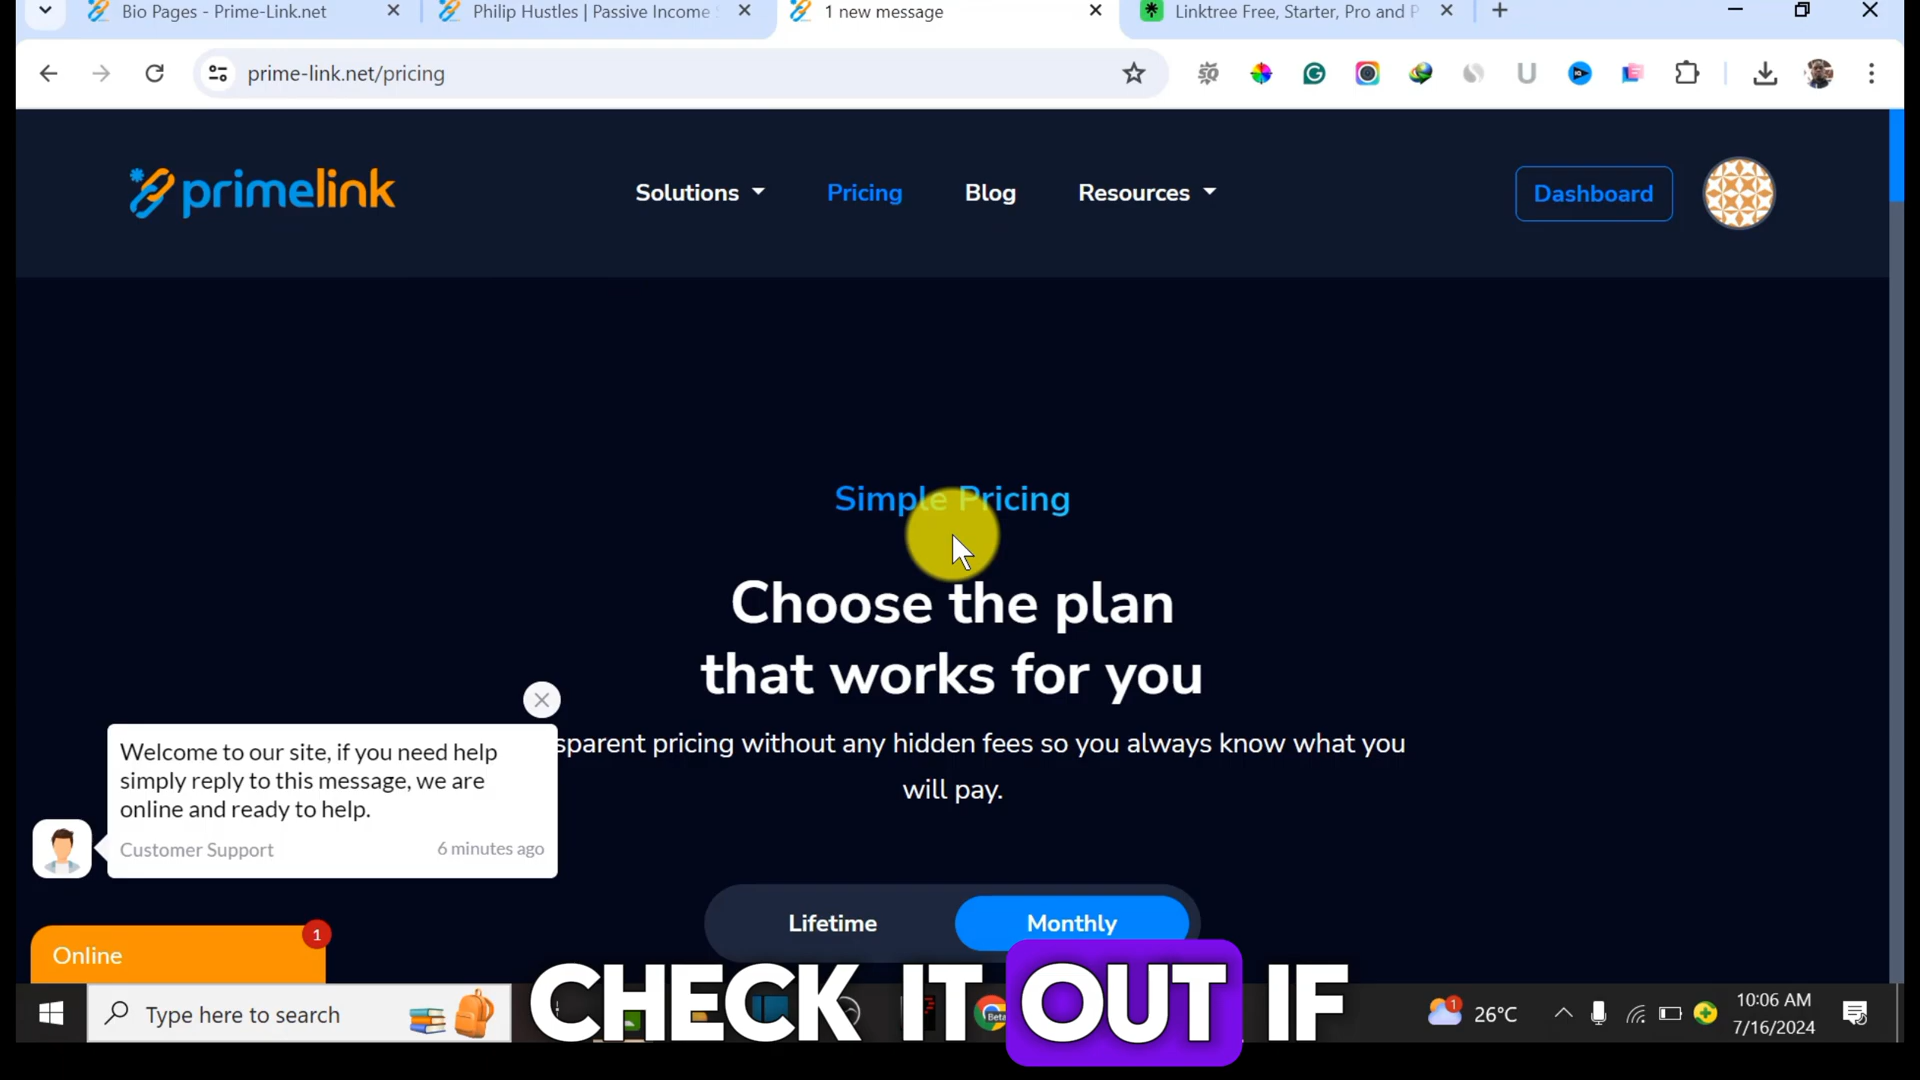 Bio Pages - Prime-Link.net
Philip Hustles | Passive Income
1 new message
Linktree Free, Starter, Pro and P
prime-link.net/pricing
primelink
Solutions
Pricing
Blog
Resources
Dashboard
Simple Pricing
Choose the plan
that works for you
sparent pricing without any hidden fees so you always know what you
will pay.
Welcome to our site, if you need help
simply reply to this message, we are
online and ready to help.
Customer Support
6 minutes ago
Lifetime
Monthly
Online
1
CHECK IT OUT IF
Type here to search
Beta
1
26°C
10:06 AM
7/16/2024